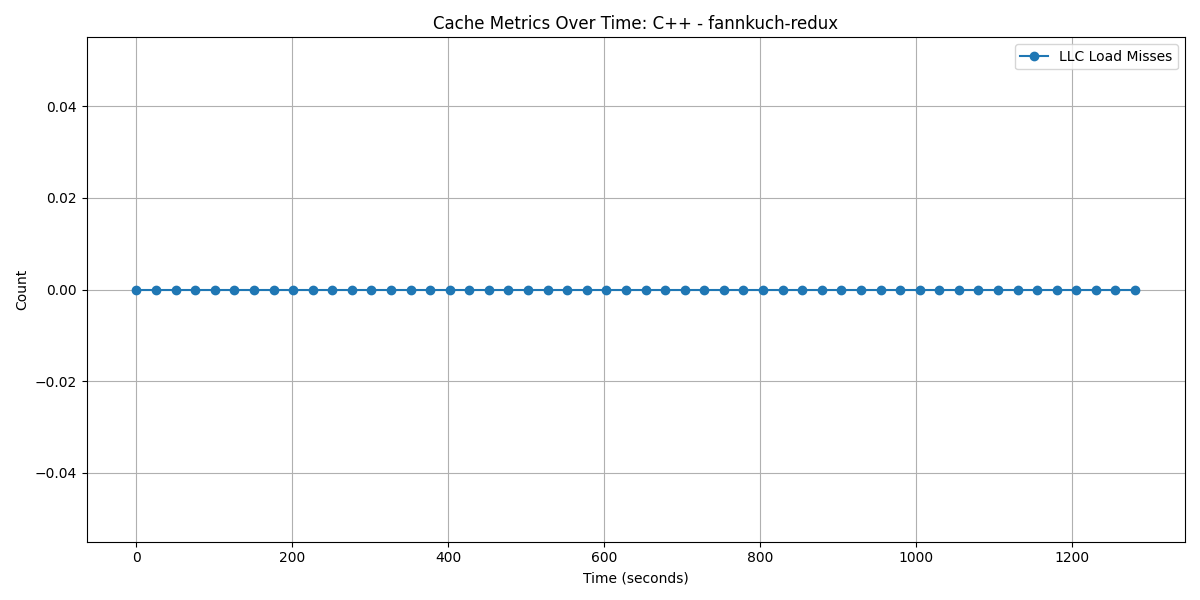 Cache Metrics Over Time: C++ - fannkuch-redux
LLC Load Misses
Count
0.04
0.02
0.00
−0.02
−0.04
0 200 400 600 800 1000 1200
Time (seconds)